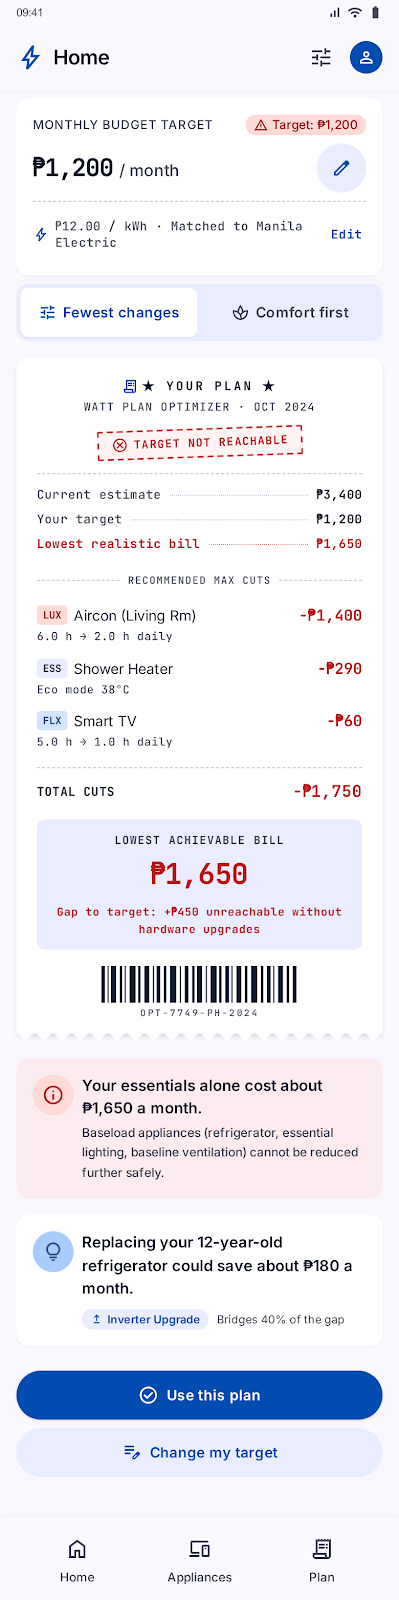 09:41
Home
MONTHLY BUDGET TARGET
Target: ₱1,200
₱1,200 / month
₱12.00 / kWh · Matched to Manila
Electric
Edit
Fewest changes
Comfort first
★ YOUR PLAN ★
WATT PLAN OPTIMIZER · OCT 2024
TARGET NOT REACHABLE
Current estimate ₱3,400
Your target ₱1,200
Lowest realistic bill ₱1,650
RECOMMENDED MAX CUTS
LUX Aircon (Living Rm) -₱1,400
6.0 h → 2.0 h daily
ESS Shower Heater -₱290
Eco mode 38°C
FLX Smart TV -₱60
5.0 h → 1.0 h daily
TOTAL CUTS -₱1,750
LOWEST ACHIEVABLE BILL
₱1,650
Gap to target: +₱450 unreachable without
hardware upgrades
OPT-7749-PH-2024
Your essentials alone cost about
₱1,650 a month.
Baseload appliances (refrigerator, essential
lighting, baseline ventilation) cannot be reduced
further safely.
Replacing your 12-year-old
refrigerator could save about ₱180 a
month.
Inverter Upgrade
Bridges 40% of the gap
Use this plan
Change my target
Home
Appliances
Plan